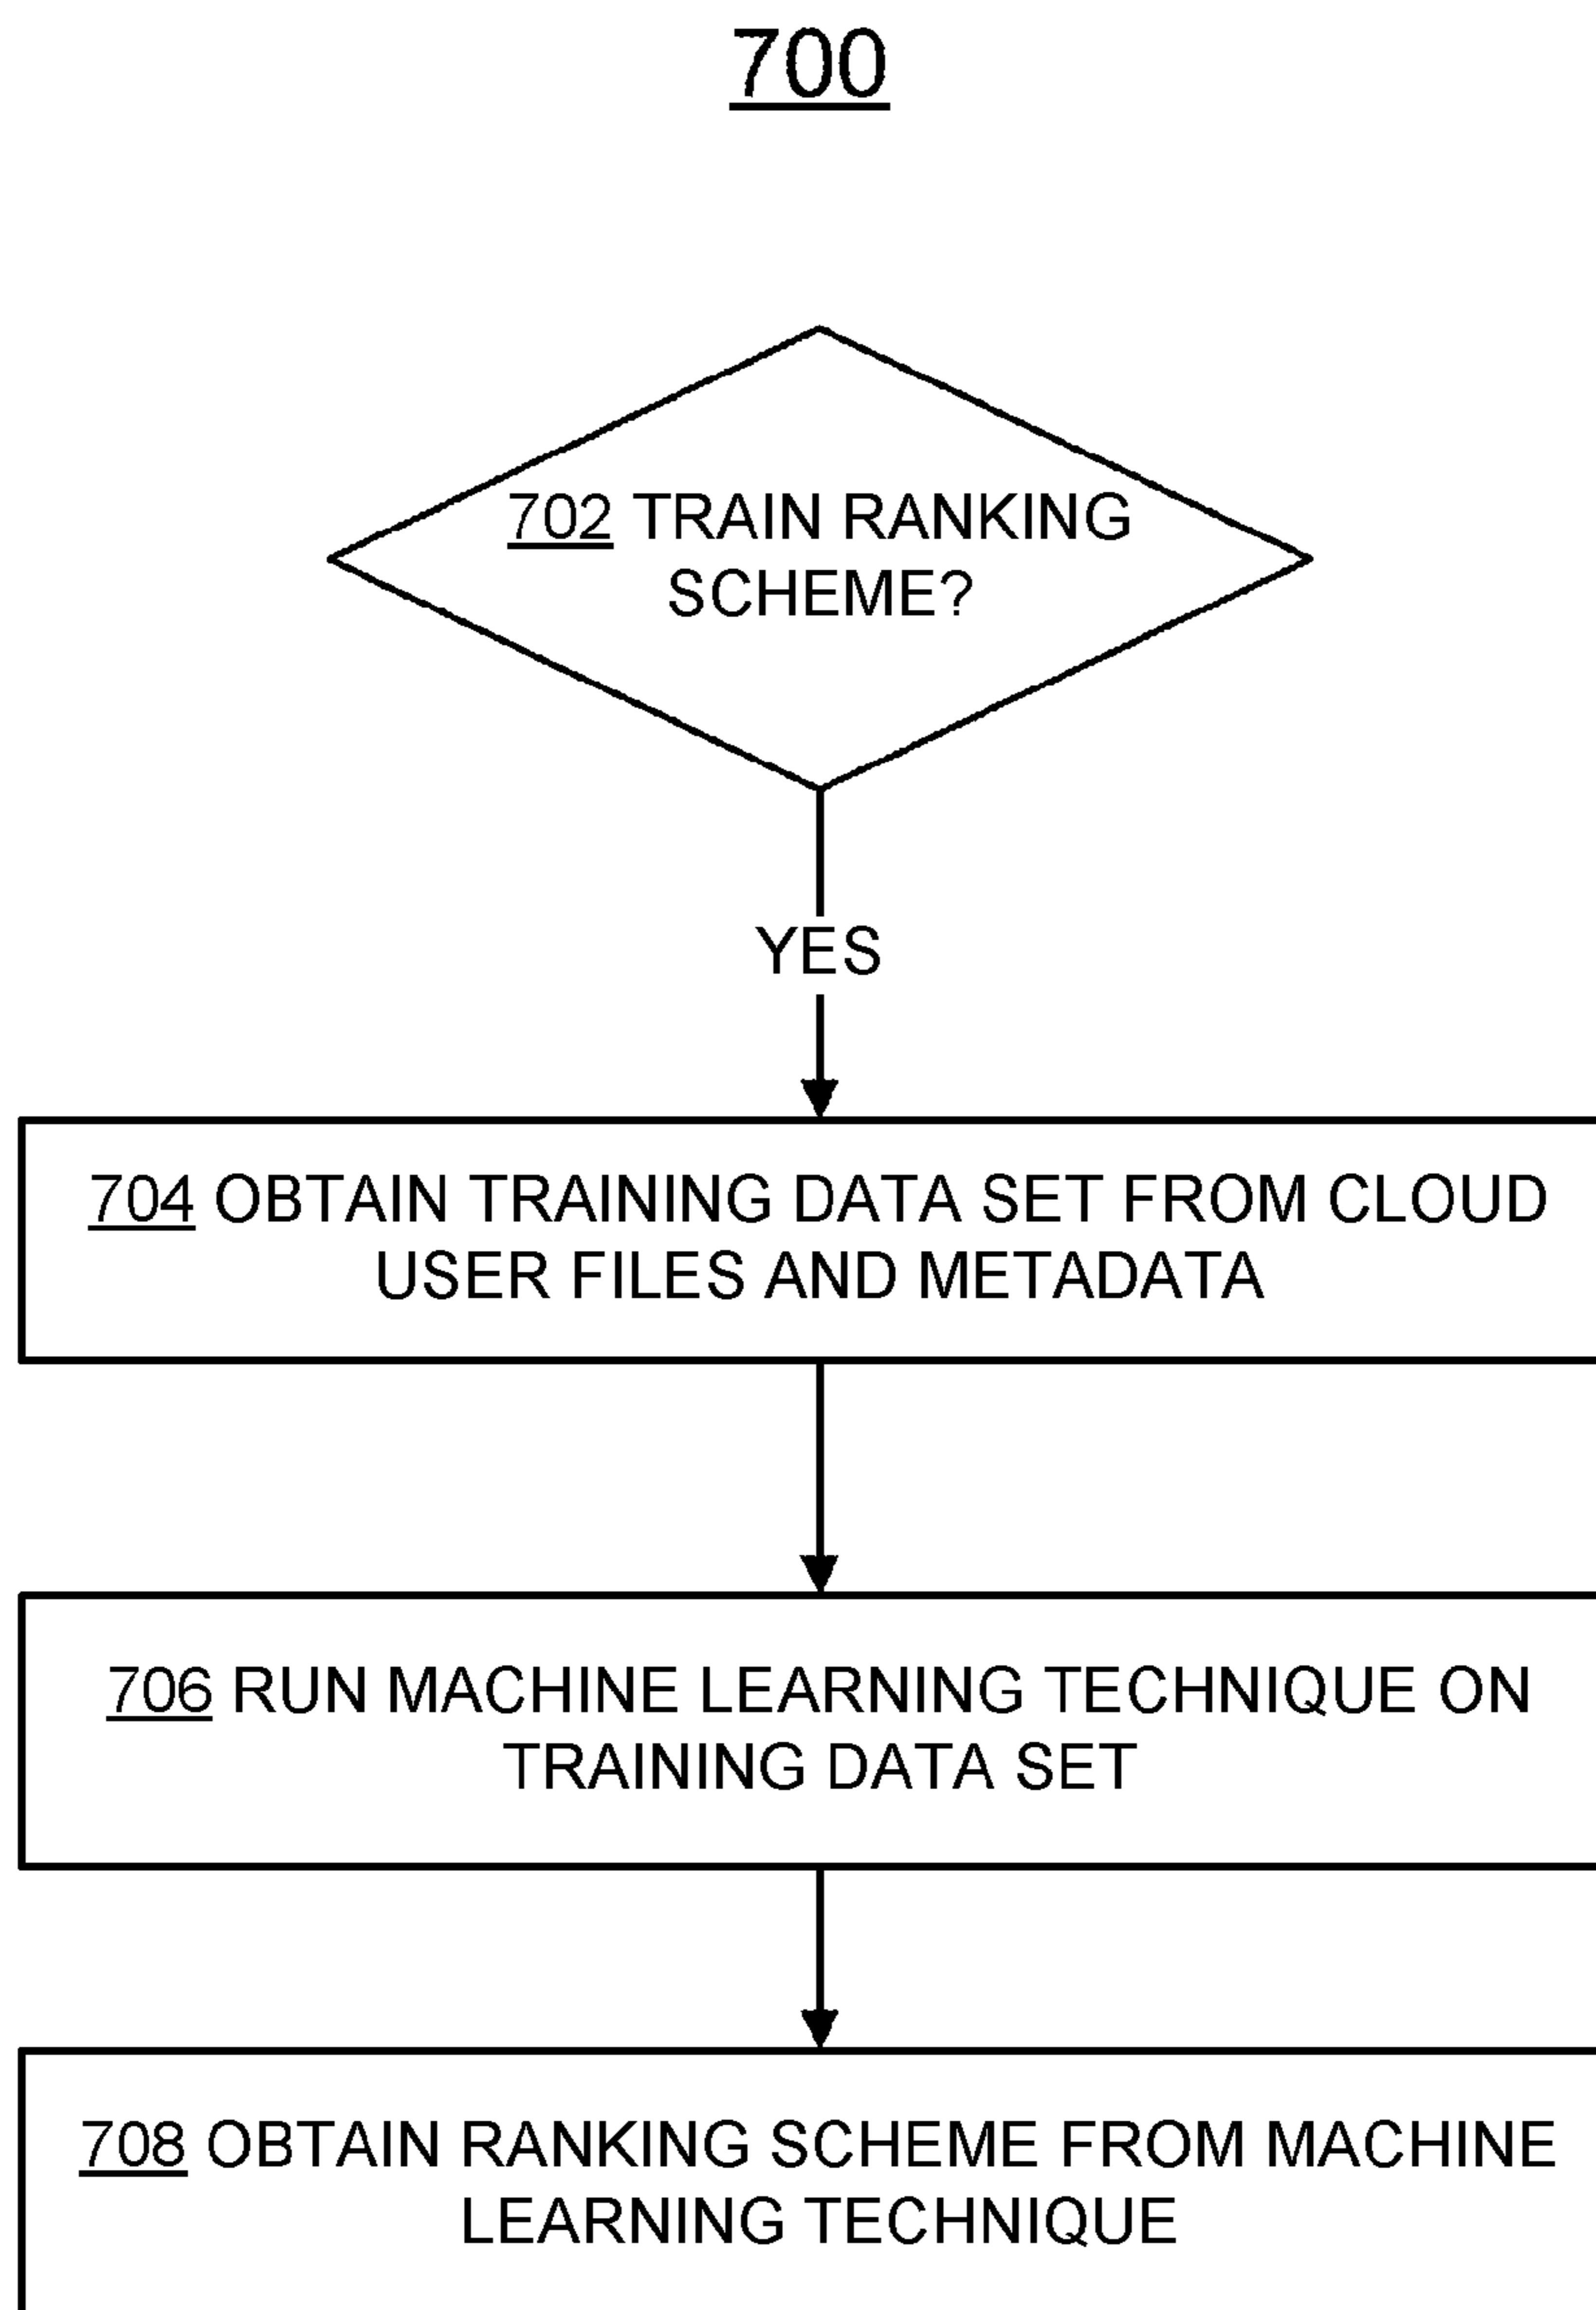 700
702 TRAIN RANKING
SCHEME?
YES
704 OBTAIN TRAINING DATA SET FROM CLOUD
USER FILES AND METADATA
706 RUN MACHINE LEARNING TECHNIQUE ON
TRAINING DATA SET
708 OBTAIN RANKING SCHEME FROM MACHINE
LEARNING TECHNIQUE